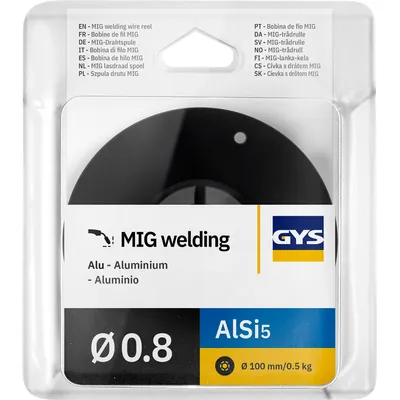 EN - MIG welding wire reel
FR - Bobine de fil MIG
DE - MIG-Drahtspule
IT - Bobina di filo MIG
ES - Bobina de hilo MIG
NL - MIG lasdraad spoel
PL - Szpula drutu MIG
PT - Bobina de fio MIG
DA - MIG-trådrulle
SV - MIG-trådrulle
NO - MIG-trådrulle
FI - MIG-lanka-kela
CS - Cívka s drátem MIG
SK - Cievka s drôtom MIG
MIG welding
GYS
Alu - Aluminium
- Aluminio
Ø 0.8
AlSi5
Ø 100 mm/0.5 kg